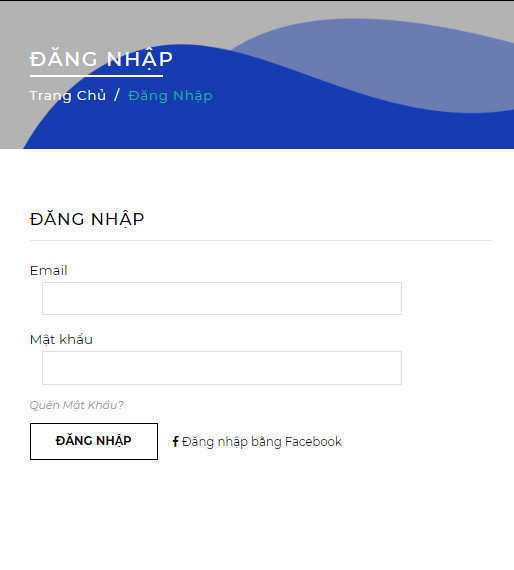 ĐĂNG NHẬP
Trang Chủ / Đăng Nhập
ĐĂNG NHẬP
Email
Mật khẩu
Quên Mật Khẩu?
ĐĂNG NHẬP Đăng nhập bằng Facebook